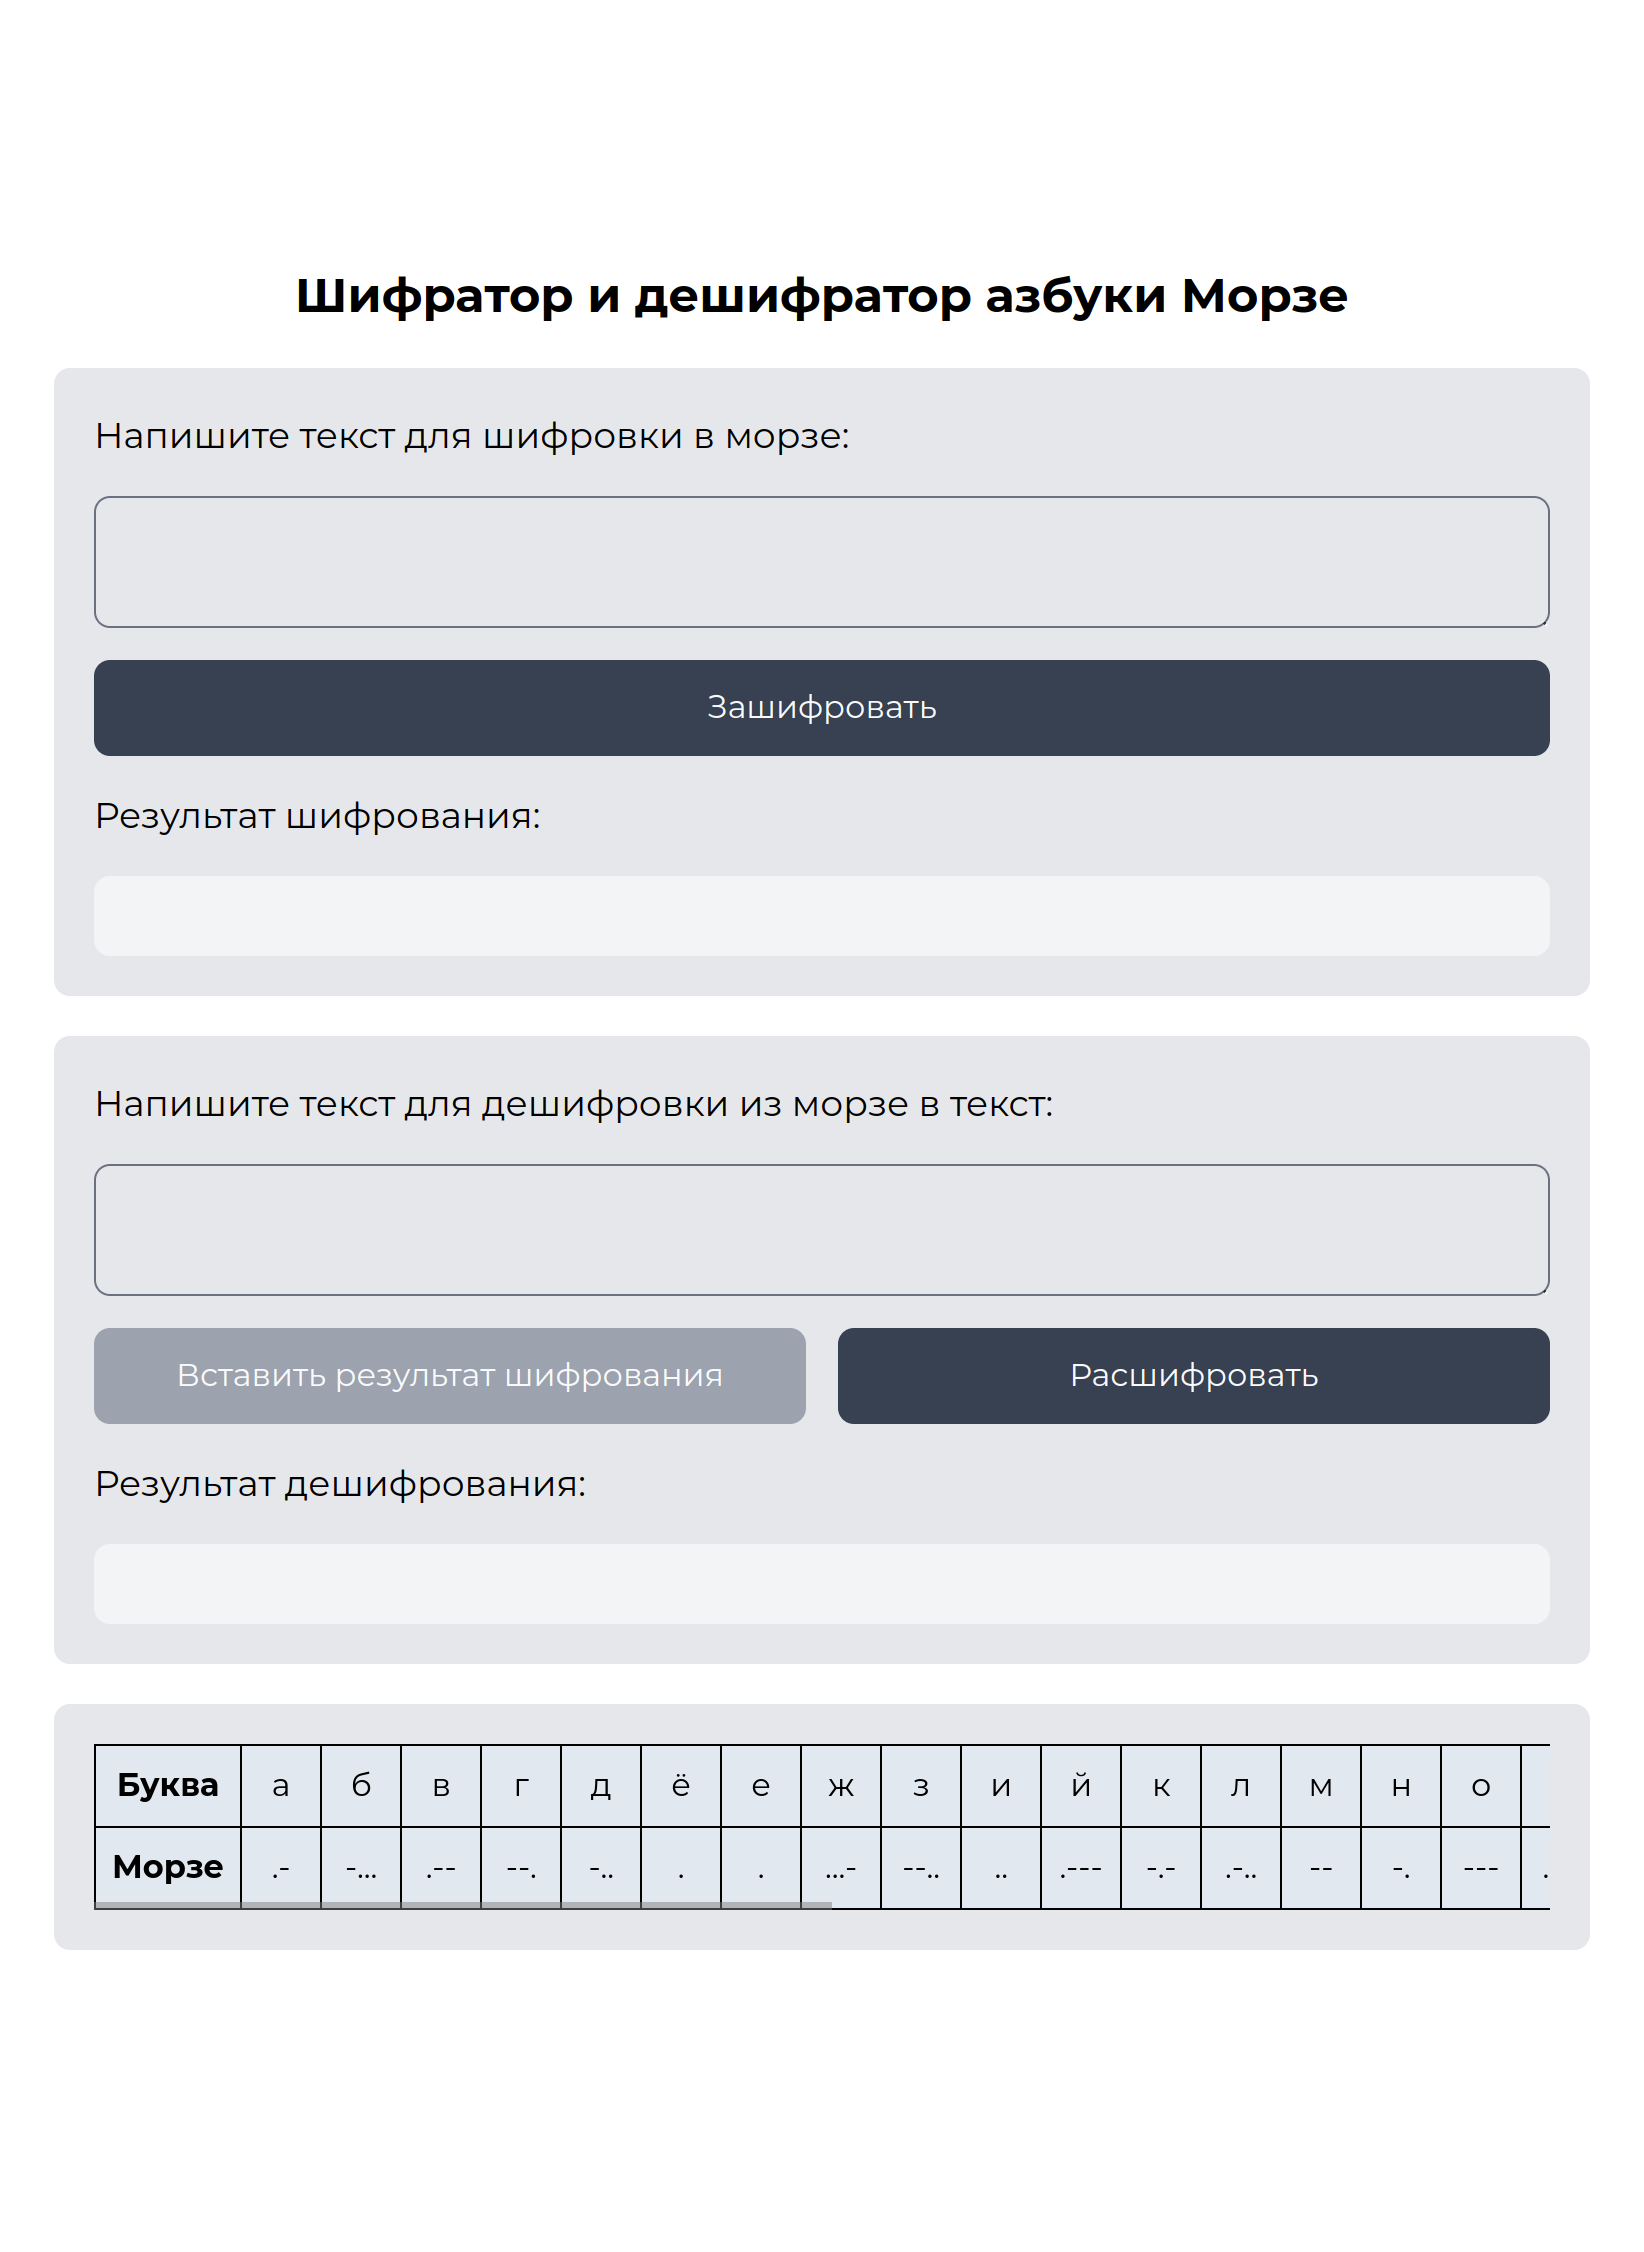 Шифратор и дешифратор азбуки Морзе
Напишите текст для шифровки в морзе:
Зашифровать
Результат шифрования:
Напишите текст для дешифровки из морзе в текст:
Вставить результат шифрования Расшифровать
Результат дешифрования:
Буква а б в г д ё е ж з и й к л м н о
Морзе .- -... .-- --. -.. . . ...- --.. .. .--- -.- .-.. -- -. --- .